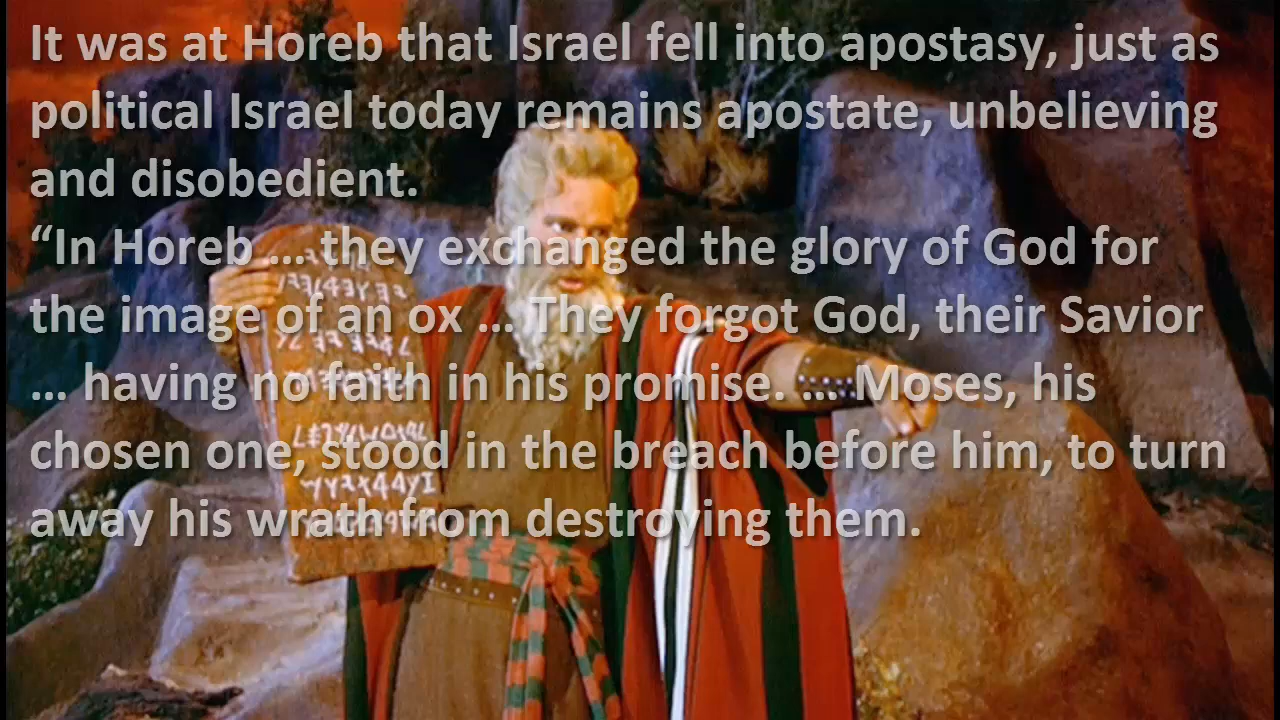 It was at Horeb that Israel fell into apostasy, just as
political Israel today remains apostate, unbelieving
and disobedient.
“In Horeb ... they exchanged the glory of God for
the image of an ox ... They forgot God, their Savior
... having no faith in his promise. ... Moses, his
chosen one, stood in the breach before him, to turn
away his wrath from destroying them.